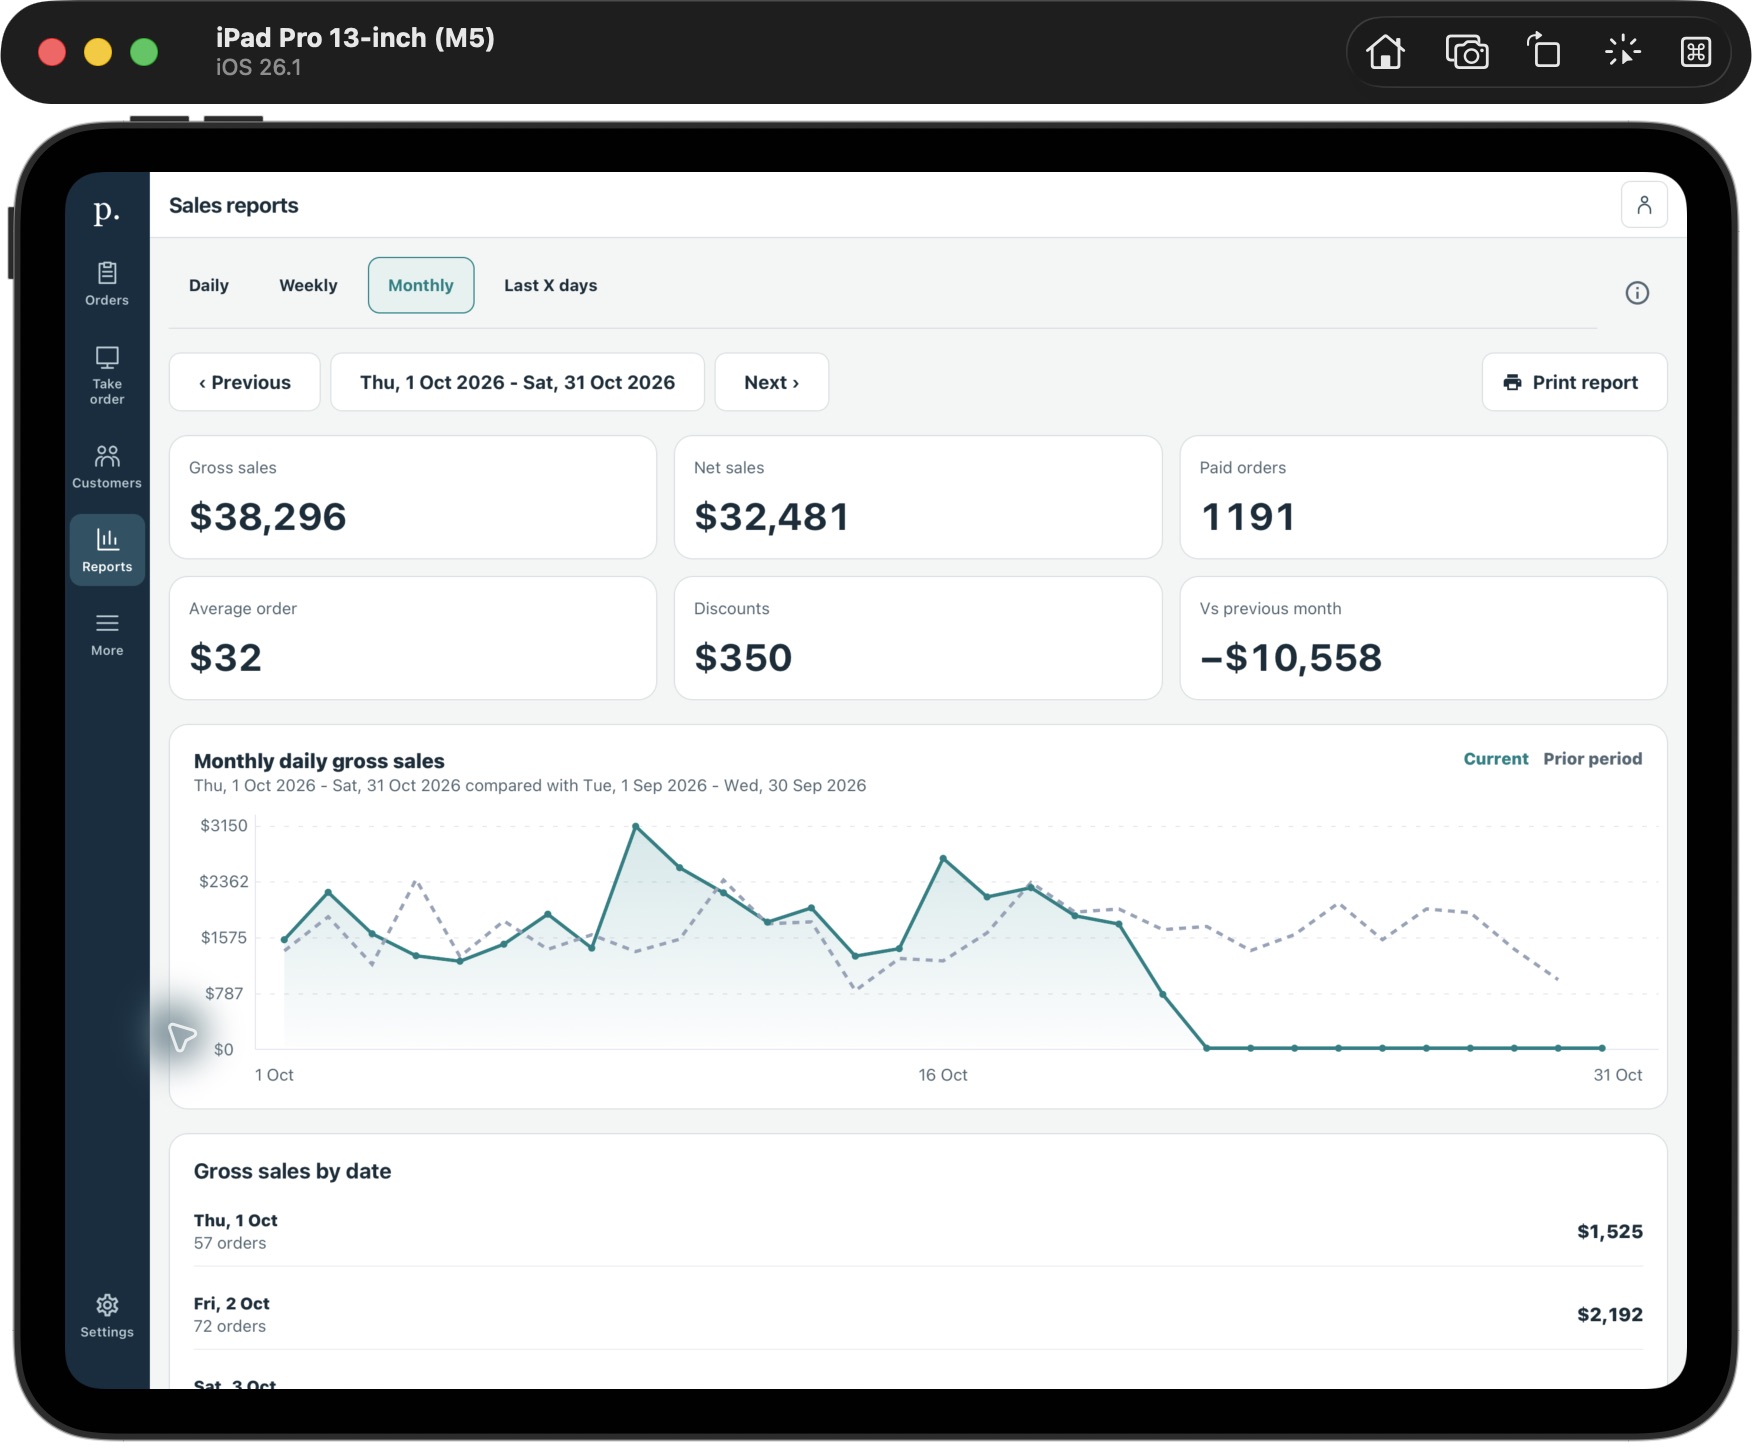 iPad Pro 13-inch (M5)
iOS 26.1
p.
Orders
Take
order
Customers
Reports
More
Settings
Sales reports
Daily
Weekly
Monthly
Last X days
‹ Previous
Thu, 1 Oct 2026 - Sat, 31 Oct 2026
Next ›
Print report
Gross sales
$38,296
Net sales
$32,481
Paid orders
1191
Average order
$32
Discounts
$350
Vs previous month
–$10,558
Monthly daily gross sales
Current
Prior period
Thu, 1 Oct 2026 - Sat, 31 Oct 2026 compared with Tue, 1 Sep 2026 - Wed, 30 Sep 2026
$3150
$2362
$1575
$787
$0
1 Oct
16 Oct
31 Oct
Gross sales by date
Thu, 1 Oct
57 orders
$1,525
Fri, 2 Oct
72 orders
$2,192
Sat, 3 Oct